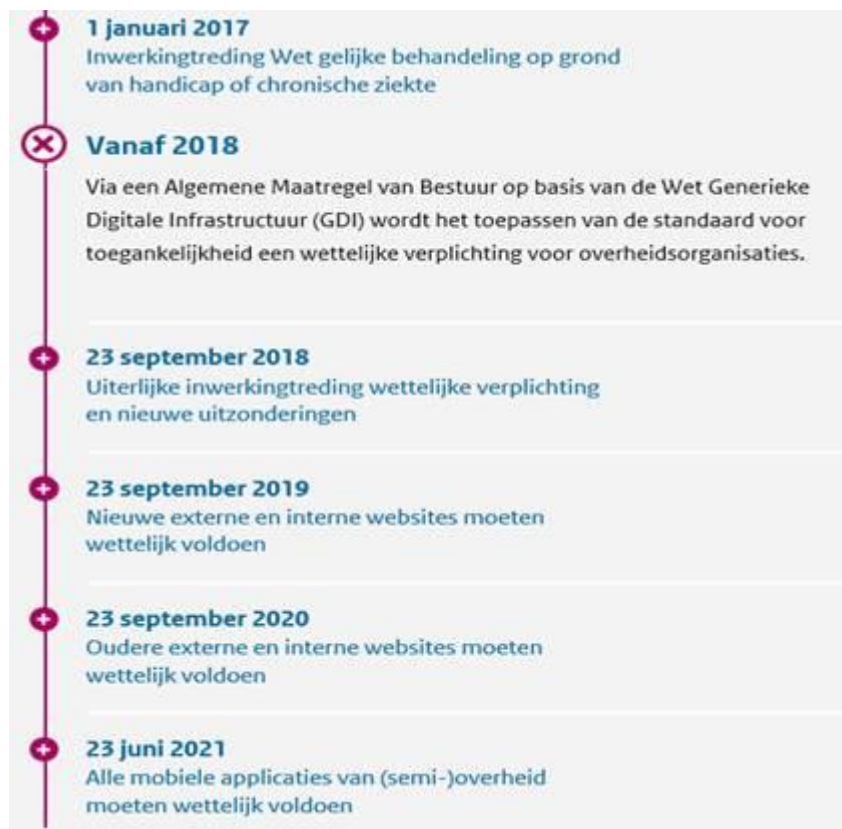 1 januari 2017
Inwerkingtreding Wet gelijke behandeling op grond
van handicap of chronische ziekte
Vanaf 2018
Via een Algemene Maatregel van Bestuur op basis van de Wet Generieke
Digitale Infrastructuur (GDI) wordt het toepassen van de standaard voor
toegankelijkheid een wettelijke verplichting voor overheidsorganisaties.
23 september 2018
Uiterlijke inwerkingtreding wettelijke verplichting
en nieuwe uitzonderingen
23 september 2019
Nieuwe externe en interne websites moeten
wettelijk voldoen
23 september 2020
Oudere externe en interne websites moeten
wettelijk voldoen
23 juni 2021
Alle mobiele applicaties van (semi-)overheid
moeten wettelijk voldoen